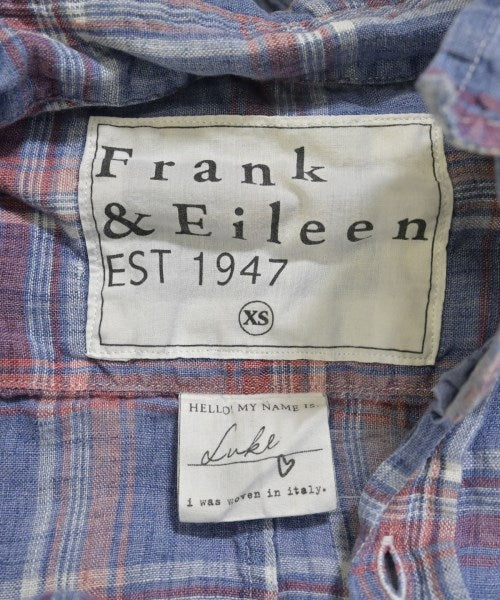 Frank
& Eileen
EST 1947
XS
HELLO! MY NAME IS
Luke
i was woven in italy.